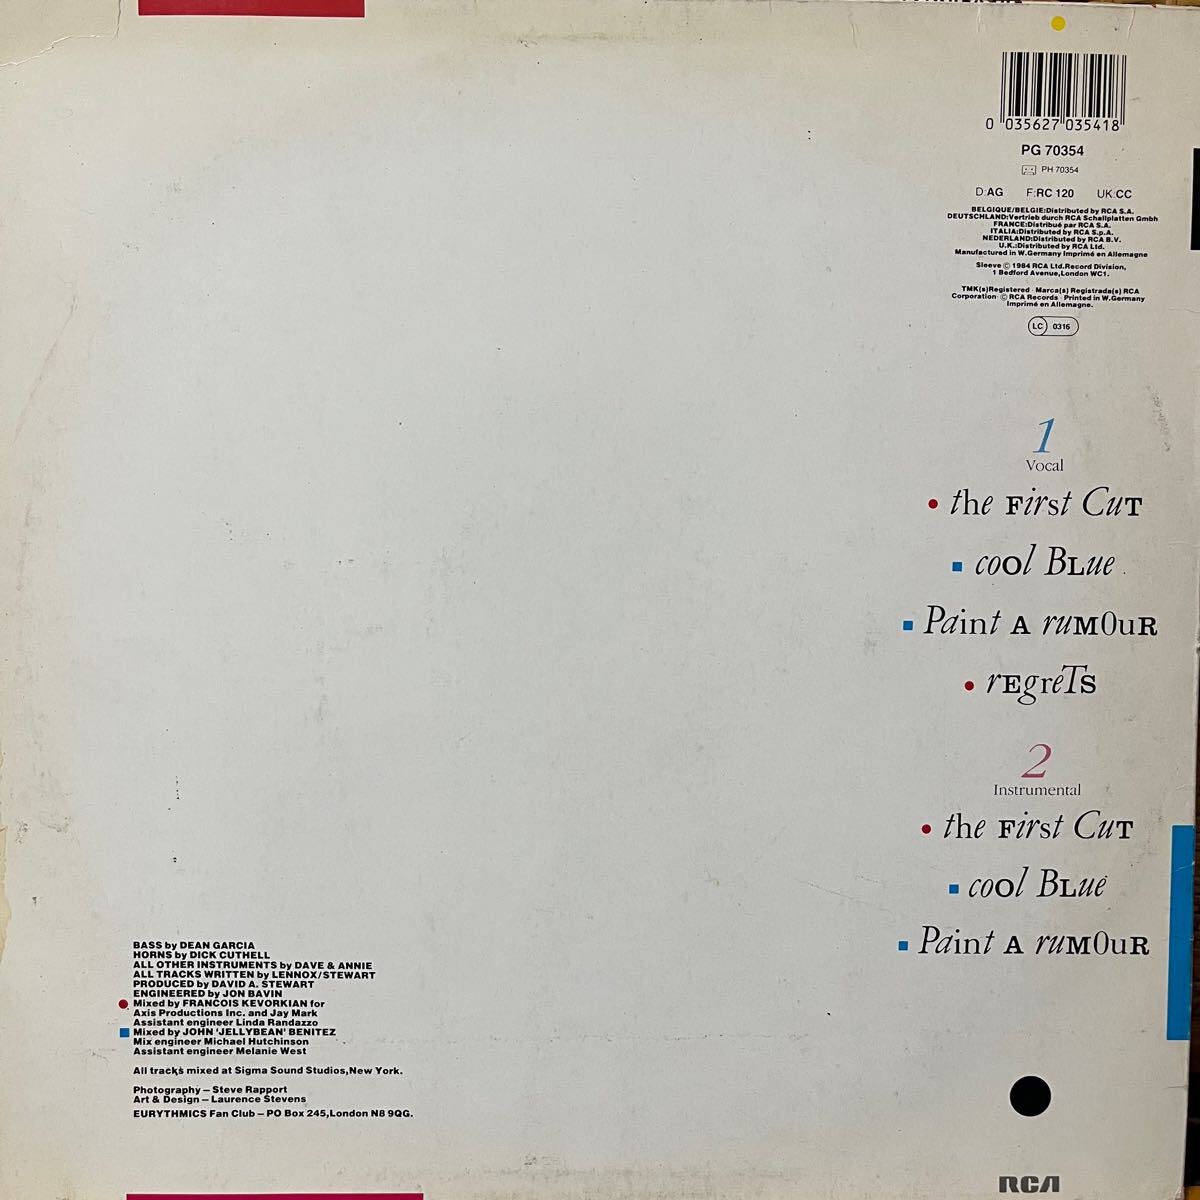 0 035627 035418
PG 70354
PH 70354
D:AG F:RC 120 UK:CC
BELGIQUE/BELGIE:Distributed by RCA S.A.
DEUTSCHLAND:Vertrieb durch RCA Schallplatten Gmbh
FRANCE:Distribué par RCA S.A.
ITALIA:Distributed by RCA S.p.A.
NEDERLAND:Distributed by RCA B.V.
U.K.:Distributed by RCA Ltd.
Manufactured in W.Germany Imprimé en Allemagne
Sleeve © 1984 RCA Ltd.Record Division,
1 Bedford Avenue,London WC1.
TMK(s)Registered · Marca(s) Registrada(s) RCA
Corporation · © RCA Records · Printed in W.Germany
Imprimé en Allemagne.
LC 0316
1
Vocal
the First CuT
coOl BLue
Paint A ruMOuR
rEgreTS
2
Instrumental
the First CuT
coOl BLue
Paint A ruMOuR
BASS by DEAN GARCIA
HORNS by DICK CUTHELL
ALL OTHER INSTRUMENTS by DAVE & ANNIE
ALL TRACKS WRITTEN by LENNOX/STEWART
PRODUCED by DAVID A. STEWART
ENGINEERED by JON BAVIN
Mixed by FRANCOIS KEVORKIAN for
Axis Productions Inc. and Jay Mark
Assistant engineer Linda Randazzo
Mixed by JOHN 'JELLYBEAN' BENITEZ
Mix engineer Michael Hutchinson
Assistant engineer Melanie West
All tracks mixed at Sigma Sound Studios,New York.
Photography – Steve Rapport
Art & Design – Laurence Stevens
EURYTHMICS Fan Club – PO Box 245,London N8 9QG.
RCA